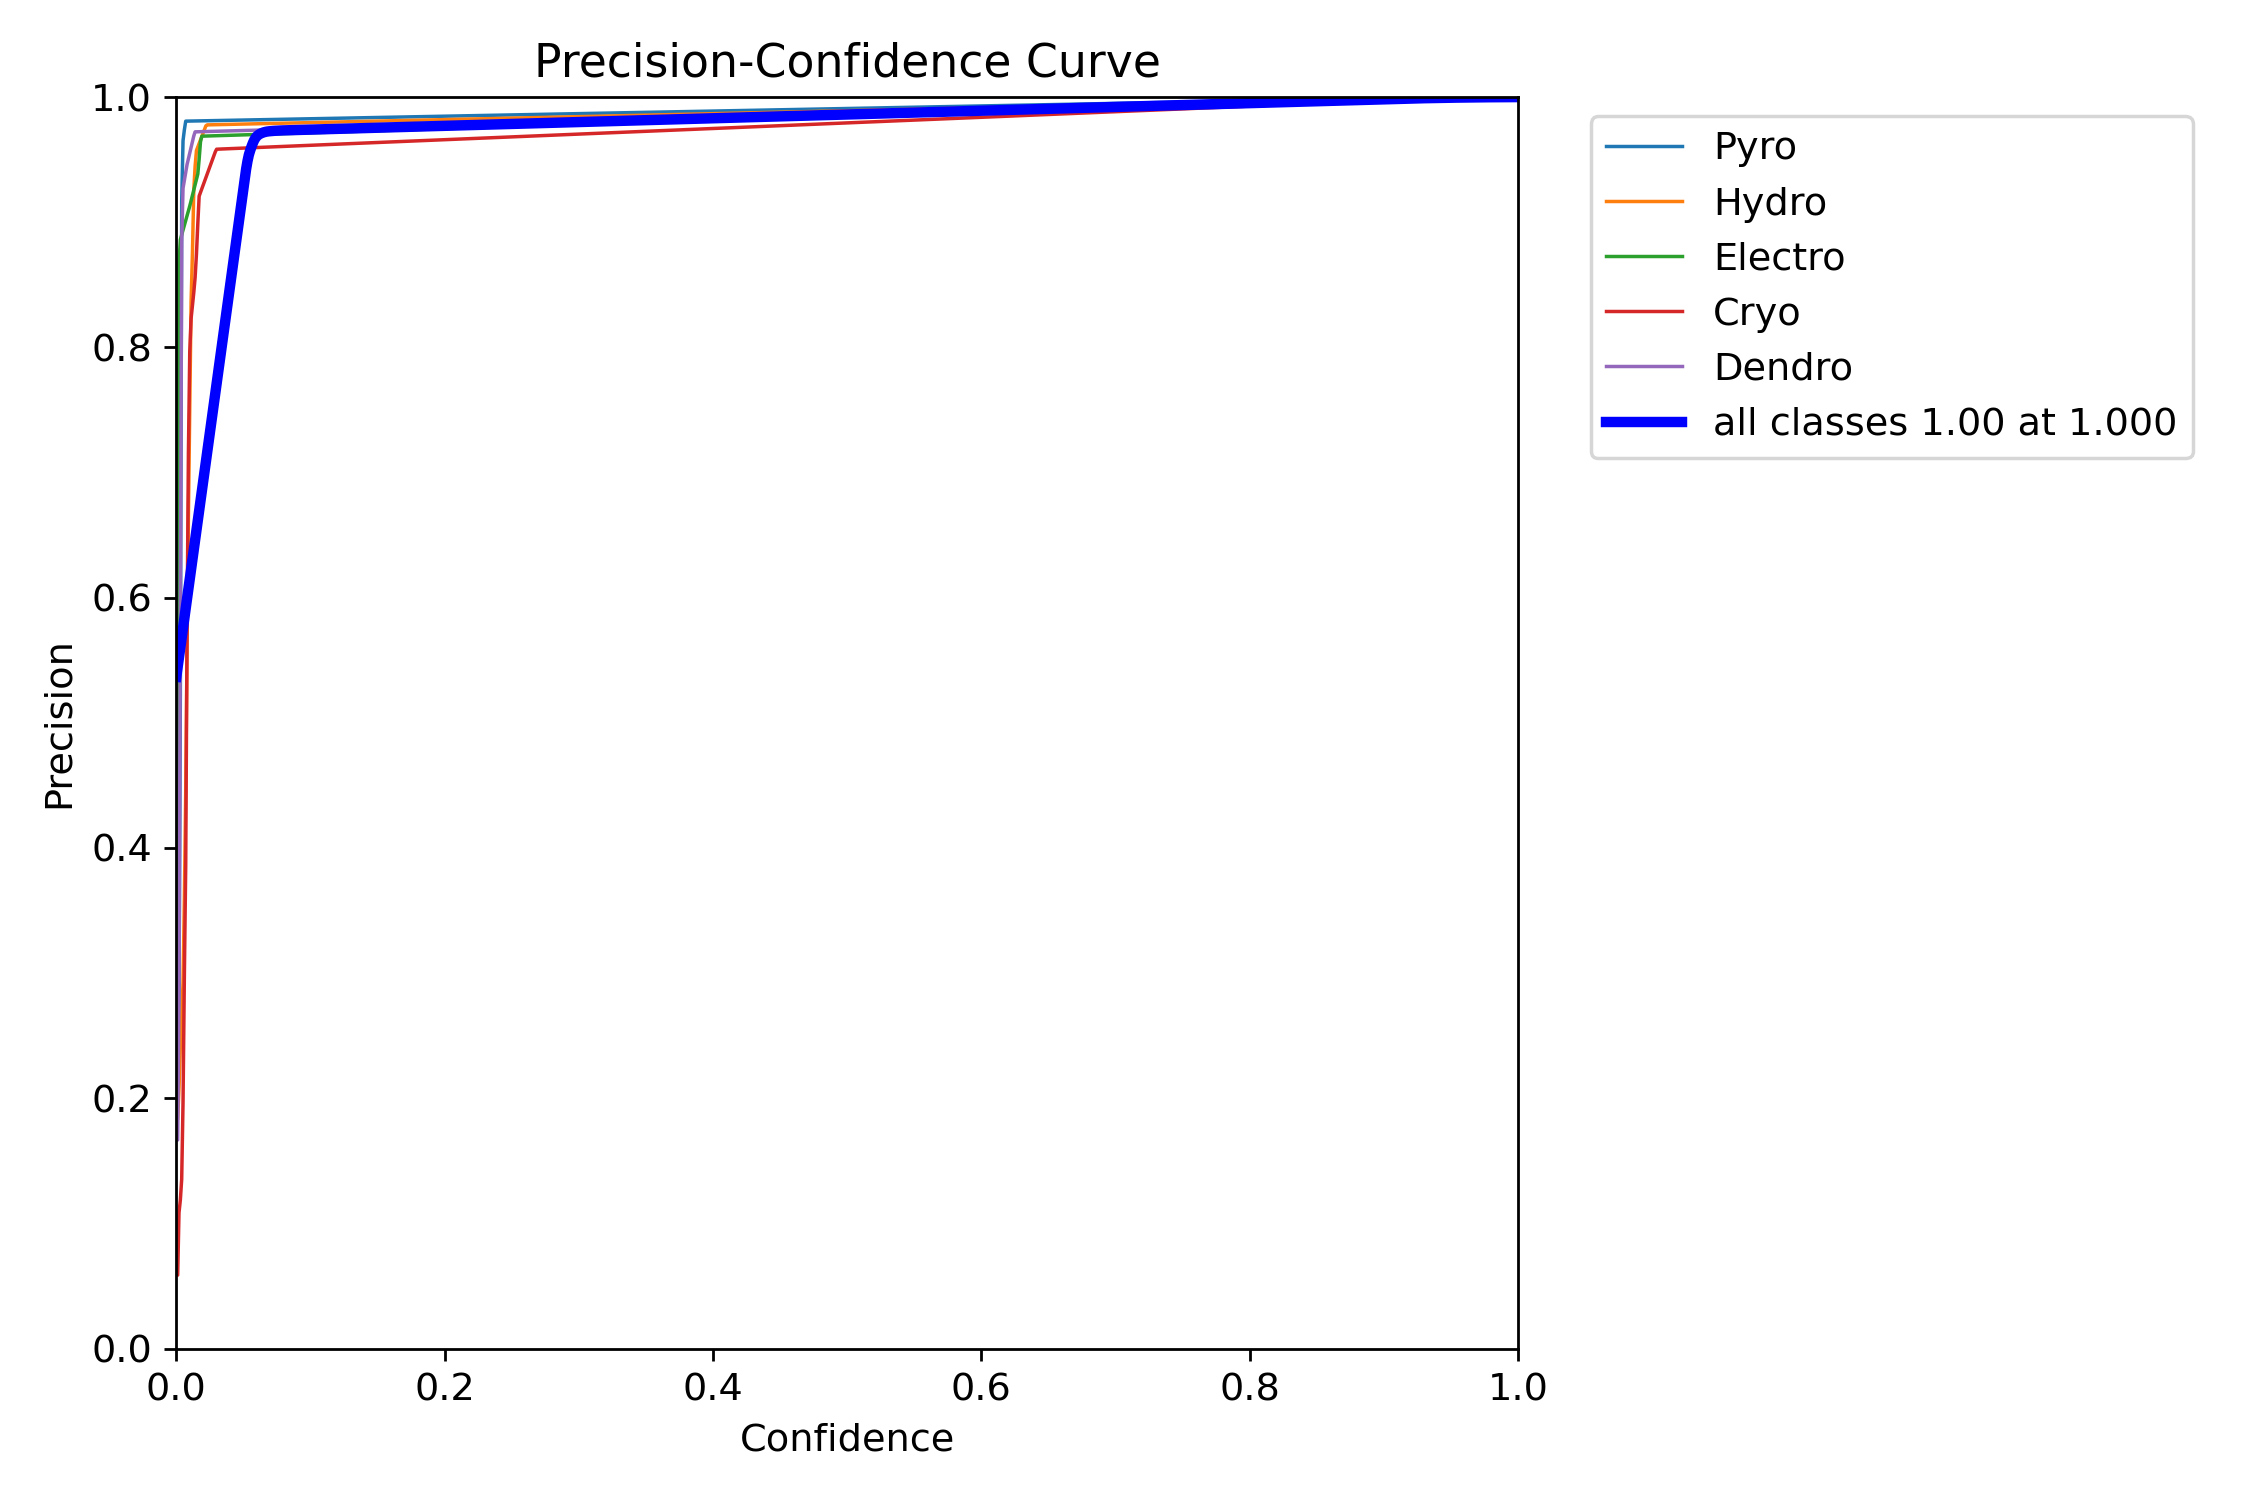 Precision-Confidence Curve
1.0
0.8
0.6
0.4
0.2
0.0
Precision
0.0 0.2 0.4 0.6 0.8 1.0
Confidence
Pyro
Hydro
Electro
Cryo
Dendro
all classes 1.00 at 1.000